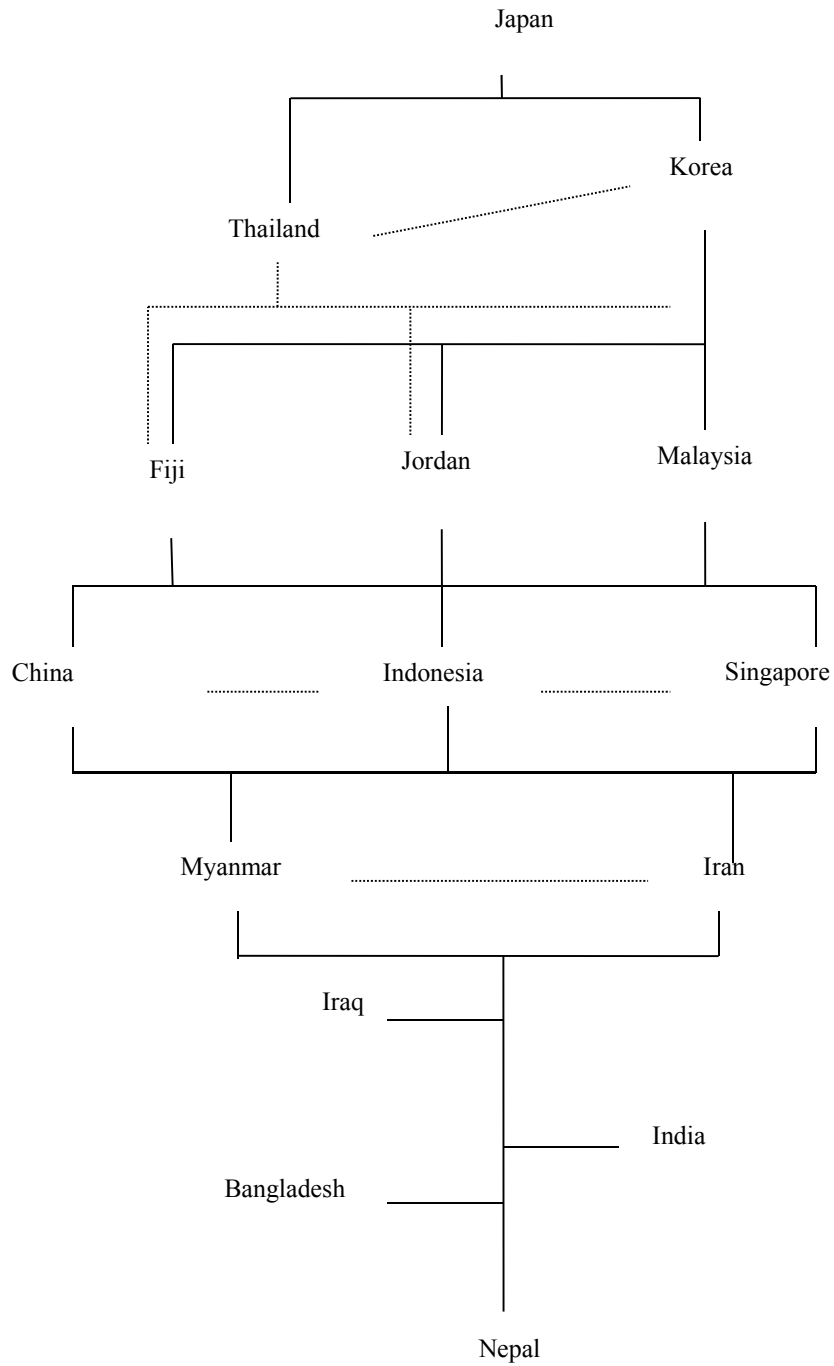 Japan
Korea
Thailand
Fiji
Jordan
Malaysia
China
Indonesia
Singapore
Myanmar
Iran
Iraq
India
Bangladesh
Nepal